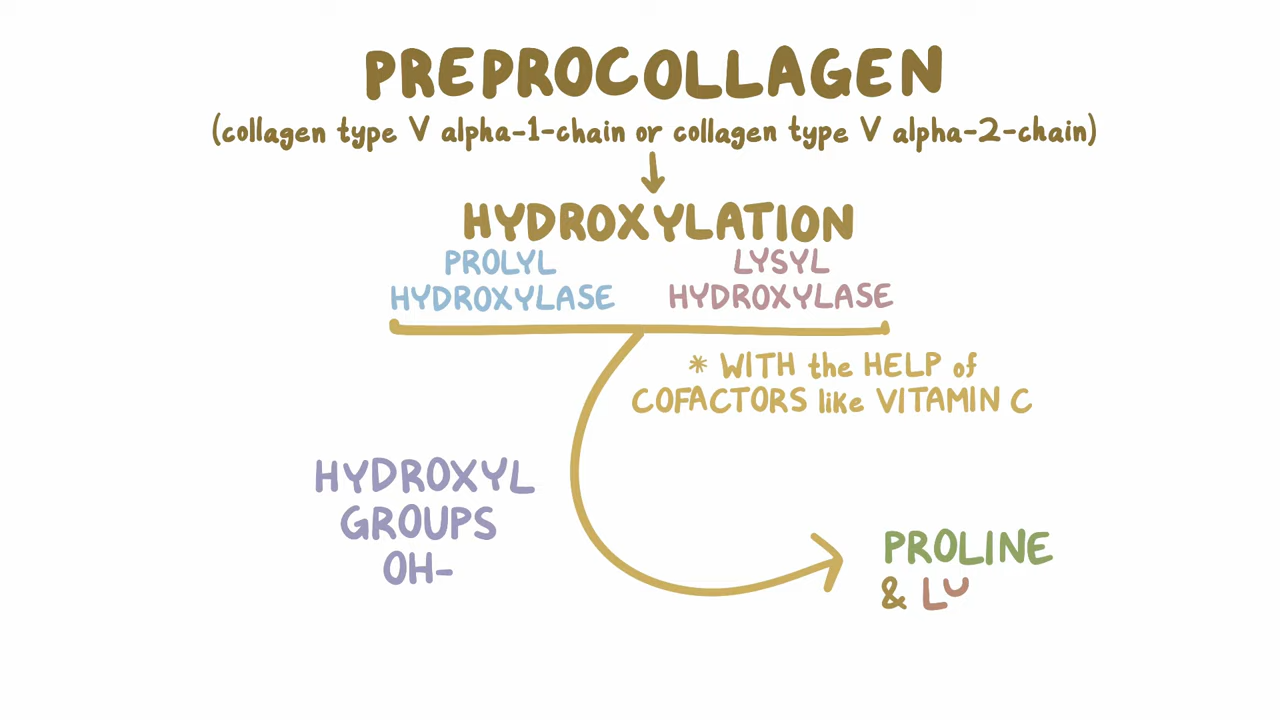 PREPROCOLLAGEN
(collagen type V alpha-1-chain or collagen type V alpha-2-chain)
HYDROXYLATION
PROLYL
HYDROXYLASE
LYSYL
HYDROXYLASE
* WITH the HELP of
COFACTORS like VITAMIN C
HYDROXYL
GROUPS
OH-
PROLINE
&